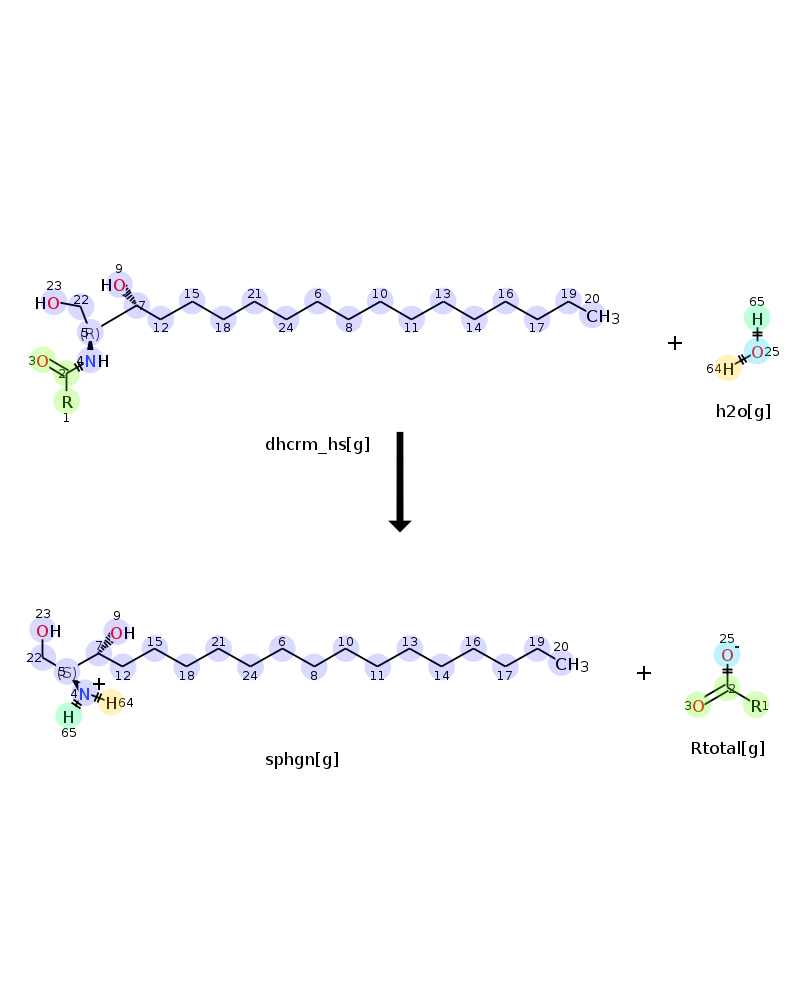 9
HO
23
22
HO
7
15
21
6
10
13
16
19
20
CH3
12
18
24
8
11
14
17
5
(R)
3
O
2
4
NH
R
1
+
65
H
64
H
O
25
h2o[g]
dhcrm_hs[g]
23
OH
9
OH
22
7
15
21
6
10
13
16
19
20
CH3
12
18
24
8
11
14
17
5
(S)
4
N
+
H
64
H
65
+
25
O
-
2
3
O
R
1
Rtotal[g]
sphgn[g]